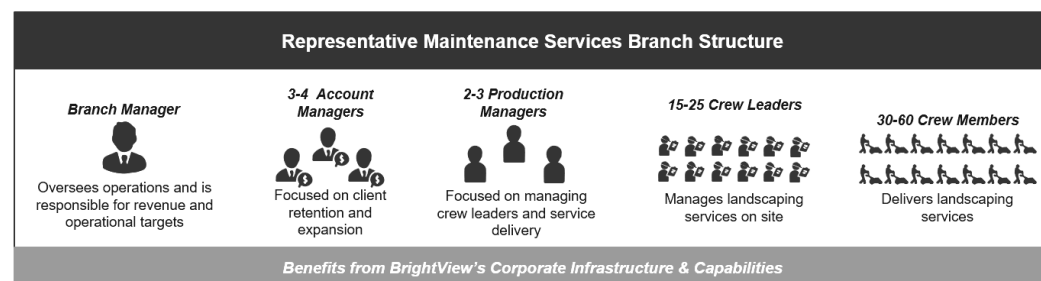 Representative Maintenance Services Branch Structure
Branch Manager
Oversees operations and is
responsible for revenue and
operational targets
3-4 Account
Managers
Focused on client
retention and
expansion
2-3 Production
Managers
Focused on managing
crew leaders and service
delivery
15-25 Crew Leaders
Manages landscaping
services on site
30-60 Crew Members
Delivers landscaping
services
Benefits from BrightView's Corporate Infrastructure & Capabilities